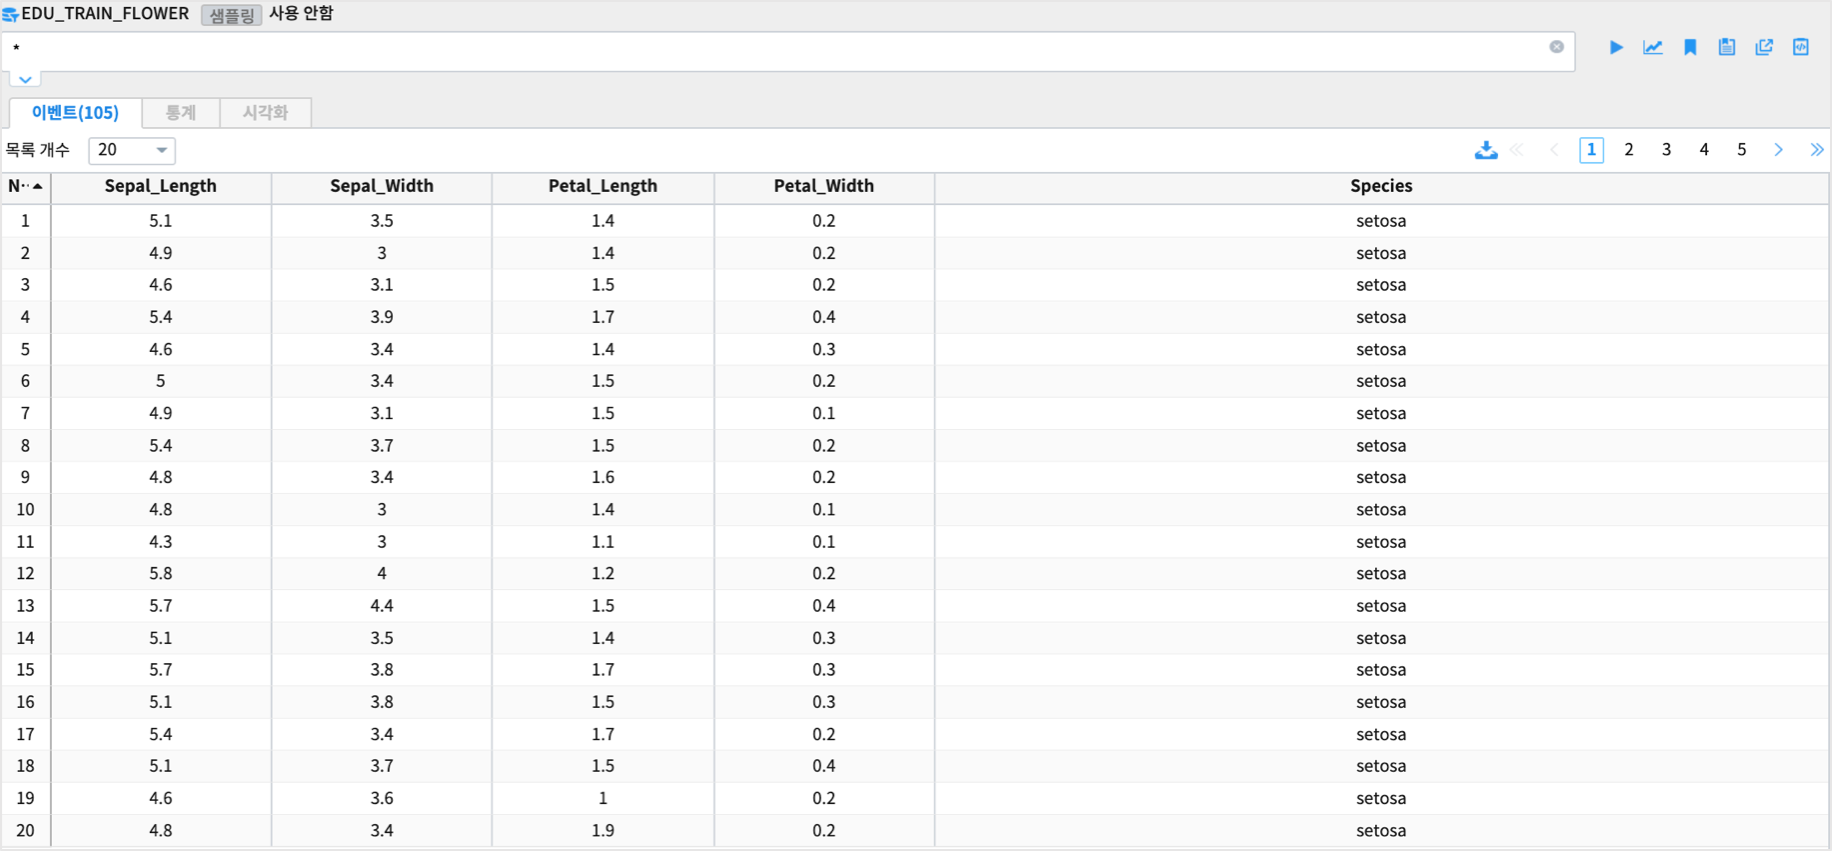 EDU_TRAIN_FLOWER 샘플링 사용 안함
*
이벤트(105) 통계 시각화
목록 개수 20 1 2 3 4 5
N·· Sepal_Length Sepal_Width Petal_Length Petal_Width Species
1 5.1 3.5 1.4 0.2 setosa
2 4.9 3 1.4 0.2 setosa
3 4.6 3.1 1.5 0.2 setosa
4 5.4 3.9 1.7 0.4 setosa
5 4.6 3.4 1.4 0.3 setosa
6 5 3.4 1.5 0.2 setosa
7 4.9 3.1 1.5 0.1 setosa
8 5.4 3.7 1.5 0.2 setosa
9 4.8 3.4 1.6 0.2 setosa
10 4.8 3 1.4 0.1 setosa
11 4.3 3 1.1 0.1 setosa
12 5.8 4 1.2 0.2 setosa
13 5.7 4.4 1.5 0.4 setosa
14 5.1 3.5 1.4 0.3 setosa
15 5.7 3.8 1.7 0.3 setosa
16 5.1 3.8 1.5 0.3 setosa
17 5.4 3.4 1.7 0.2 setosa
18 5.1 3.7 1.5 0.4 setosa
19 4.6 3.6 1 0.2 setosa
20 4.8 3.4 1.9 0.2 setosa